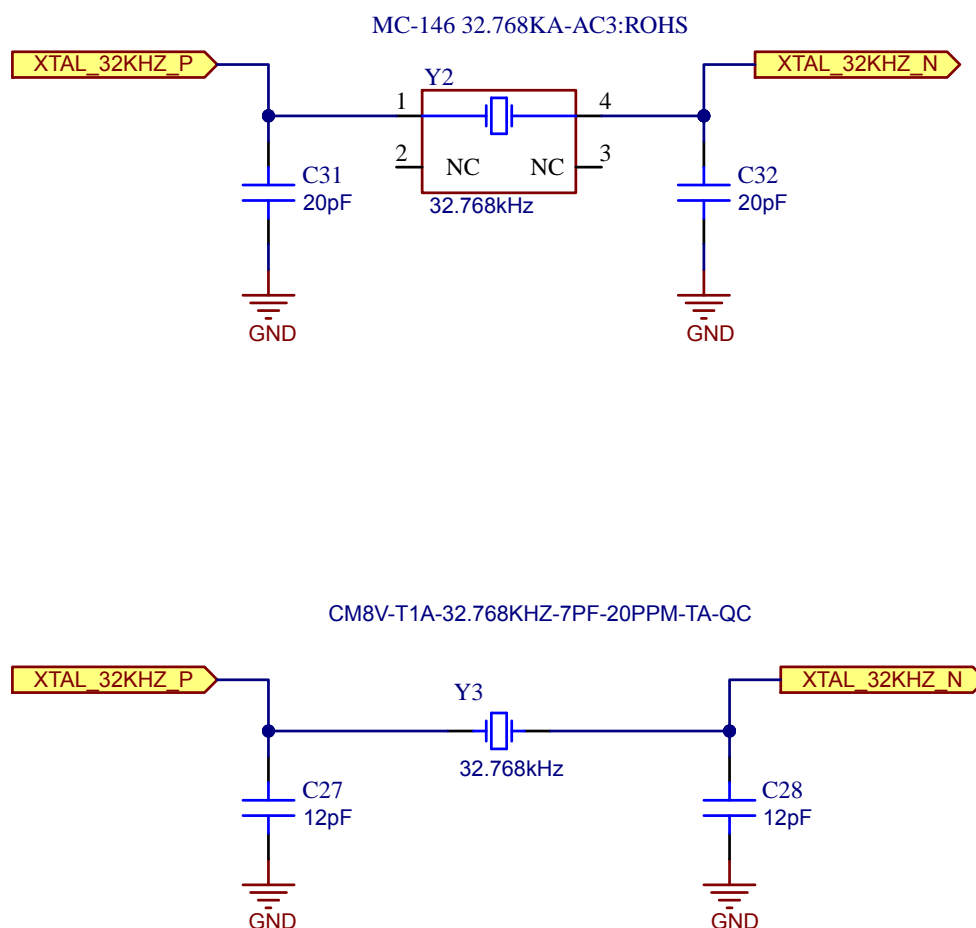 MC-146 32.768KA-AC3:ROHS
XTAL_32KHZ_P
XTAL_32KHZ_N
Y2
1
4
2
NC
NC
3
C31
20pF
32.768kHz
C32
20pF
GND
GND
CM8V-T1A-32.768KHZ-7PF-20PPM-TA-QC
XTAL_32KHZ_P
XTAL_32KHZ_N
Y3
32.768kHz
C27
12pF
C28
12pF
GND
GND